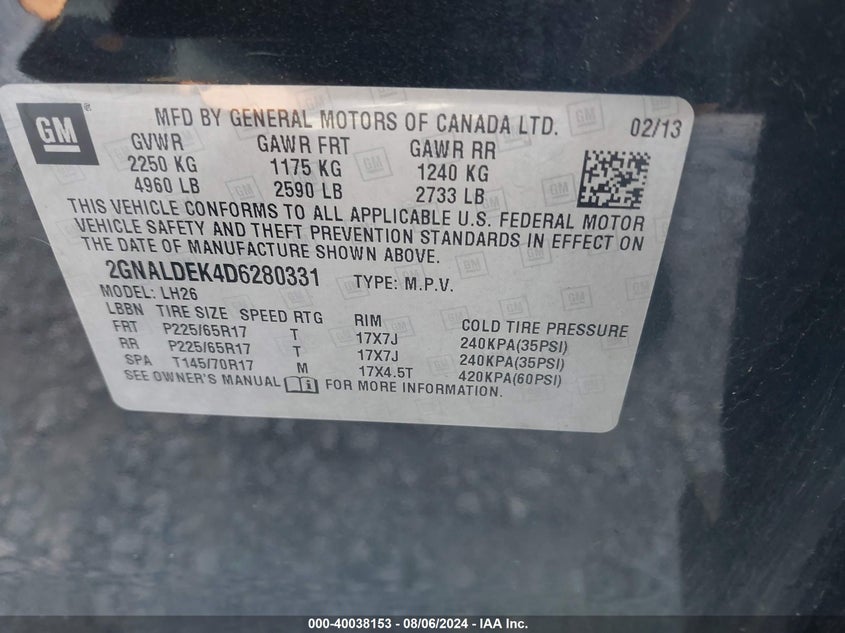 GM ®
MFD BY GENERAL MOTORS OF CANADA LTD. 02/13
GVWR GAWR FRT GAWR RR
2250 KG 1175 KG 1240 KG
4960 LB 2590 LB 2733 LB
THIS VEHICLE CONFORMS TO ALL APPLICABLE U.S. FEDERAL MOTOR
VEHICLE SAFETY AND THEFT PREVENTION STANDARDS IN EFFECT ON
THE DATE OF MANUFACTURE SHOWN ABOVE.
2GNALDEK4D6280331 TYPE: M.P.V.
MODEL: LH26
LBBN TIRE SIZE SPEED RTG RIM COLD TIRE PRESSURE
FRT P225/65R17 T 17X7J 240KPA(35PSI)
RR P225/65R17 T 17X7J 240KPA(35PSI)
SPA T145/70R17 M 17X4.5T 420KPA(60PSI)
SEE OWNER'S MANUAL FOR MORE INFORMATION.
000-40038153 - 08/06/2024 - IAA Inc.